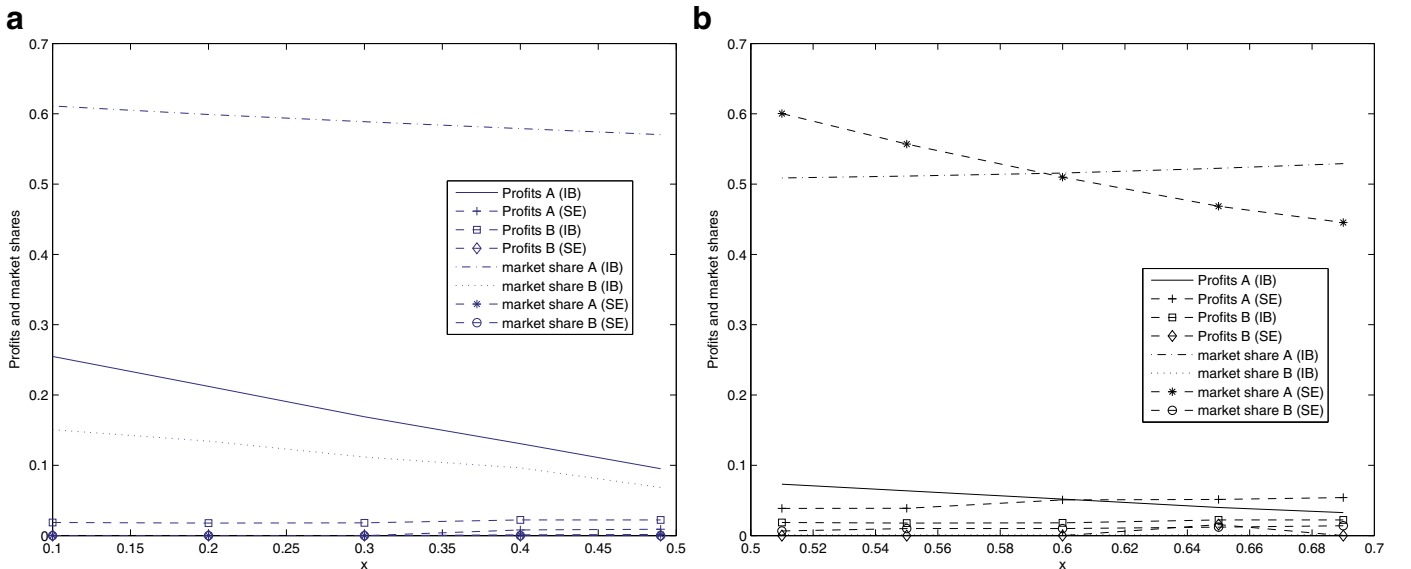 a
0.7
0.6
0.5
0.4
0.3
0.2
0.1
0
Profits and market shares
Profits A (IB)
Profits A (SE)
Profits B (IB)
Profits B (SE)
market share A (IB)
market share B (IB)
market share A (SE)
market share B (SE)
0.1 0.15 0.2 0.25 0.3 0.35 0.4 0.45 0.5
x
b
0.7
0.6
0.5
0.4
0.3
0.2
0.1
0
Profits and market shares
Profits A (IB)
Profits A (SE)
Profits B (IB)
Profits B (SE)
market share A (IB)
market share B (IB)
market share A (SE)
market share B (SE)
0.5 0.52 0.54 0.56 0.58 0.6 0.62 0.64 0.66 0.68 0.7
x